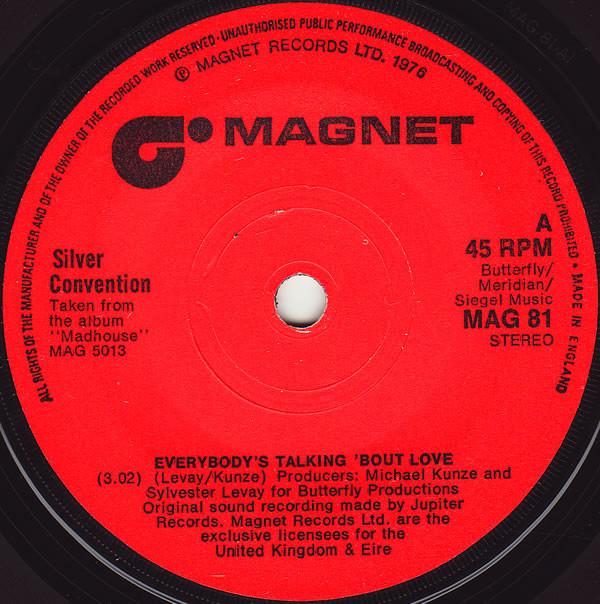 ALL RIGHTS OF THE MANUFACTURER AND OF THE OWNER OF THE RECORDED WORK RESERVED · UNAUTHORISED PUBLIC PERFORMANCE BROADCASTING AND COPYING OF THIS RECORD PROHIBITED • MADE IN ENGLAND
℗ MAGNET RECORDS LTD. 1976
MAG 81 A
MAGNET
Silver
Convention
Taken from
the album
"Madhouse"
MAG 5013
A
45 RPM
Butterfly/
Meridian/
Siegel Music
MAG 81
STEREO
EVERYBODY'S TALKING 'BOUT LOVE
(3.02) (Levay/Kunze) Producers: Michael Kunze and
Sylvester Levay for Butterfly Productions
Original sound recording made by Jupiter
Records. Magnet Records Ltd. are the
exclusive licensees for the
United Kingdom & Eire